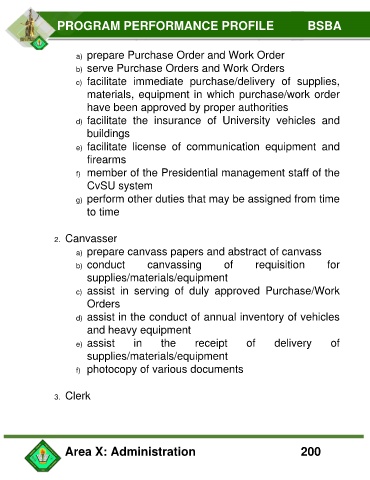 PROGRAM PERFORMANCE PROFILE BSBA
a) prepare Purchase Order and Work Order
b) serve Purchase Orders and Work Orders
c) facilitate immediate purchase/delivery of supplies,
materials, equipment in which purchase/work order
have been approved by proper authorities
d) facilitate the insurance of University vehicles and
buildings
e) facilitate license of communication equipment and
firearms
f) member of the Presidential management staff of the
CvSU system
g) perform other duties that may be assigned from time
to time
2. Canvasser
a) prepare canvass papers and abstract of canvass
b) conduct canvassing of requisition for
supplies/materials/equipment
c) assist in serving of duly approved Purchase/Work
Orders
d) assist in the conduct of annual inventory of vehicles
and heavy equipment
e) assist in the receipt of delivery of
supplies/materials/equipment
f) photocopy of various documents
3. Clerk
Area X: Administration 200